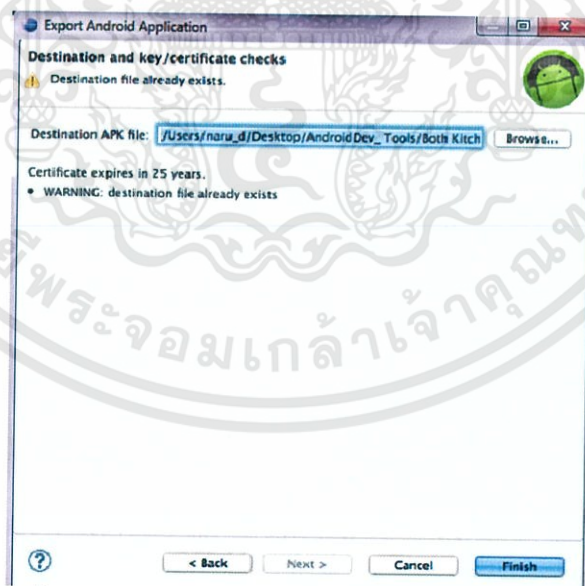 Export Android Application
Destination and key/certificate checks
Destination file already exists.
Destination APK file: :/Users/naru_d/Desktop/AndroidDev_Tools/Both Kitch Browse...
Certificate expires in 25 years.
• WARNING: destination file already exists
พระจอมเกล้าเจ้าคุณ
< Back Next > Cancel Finish